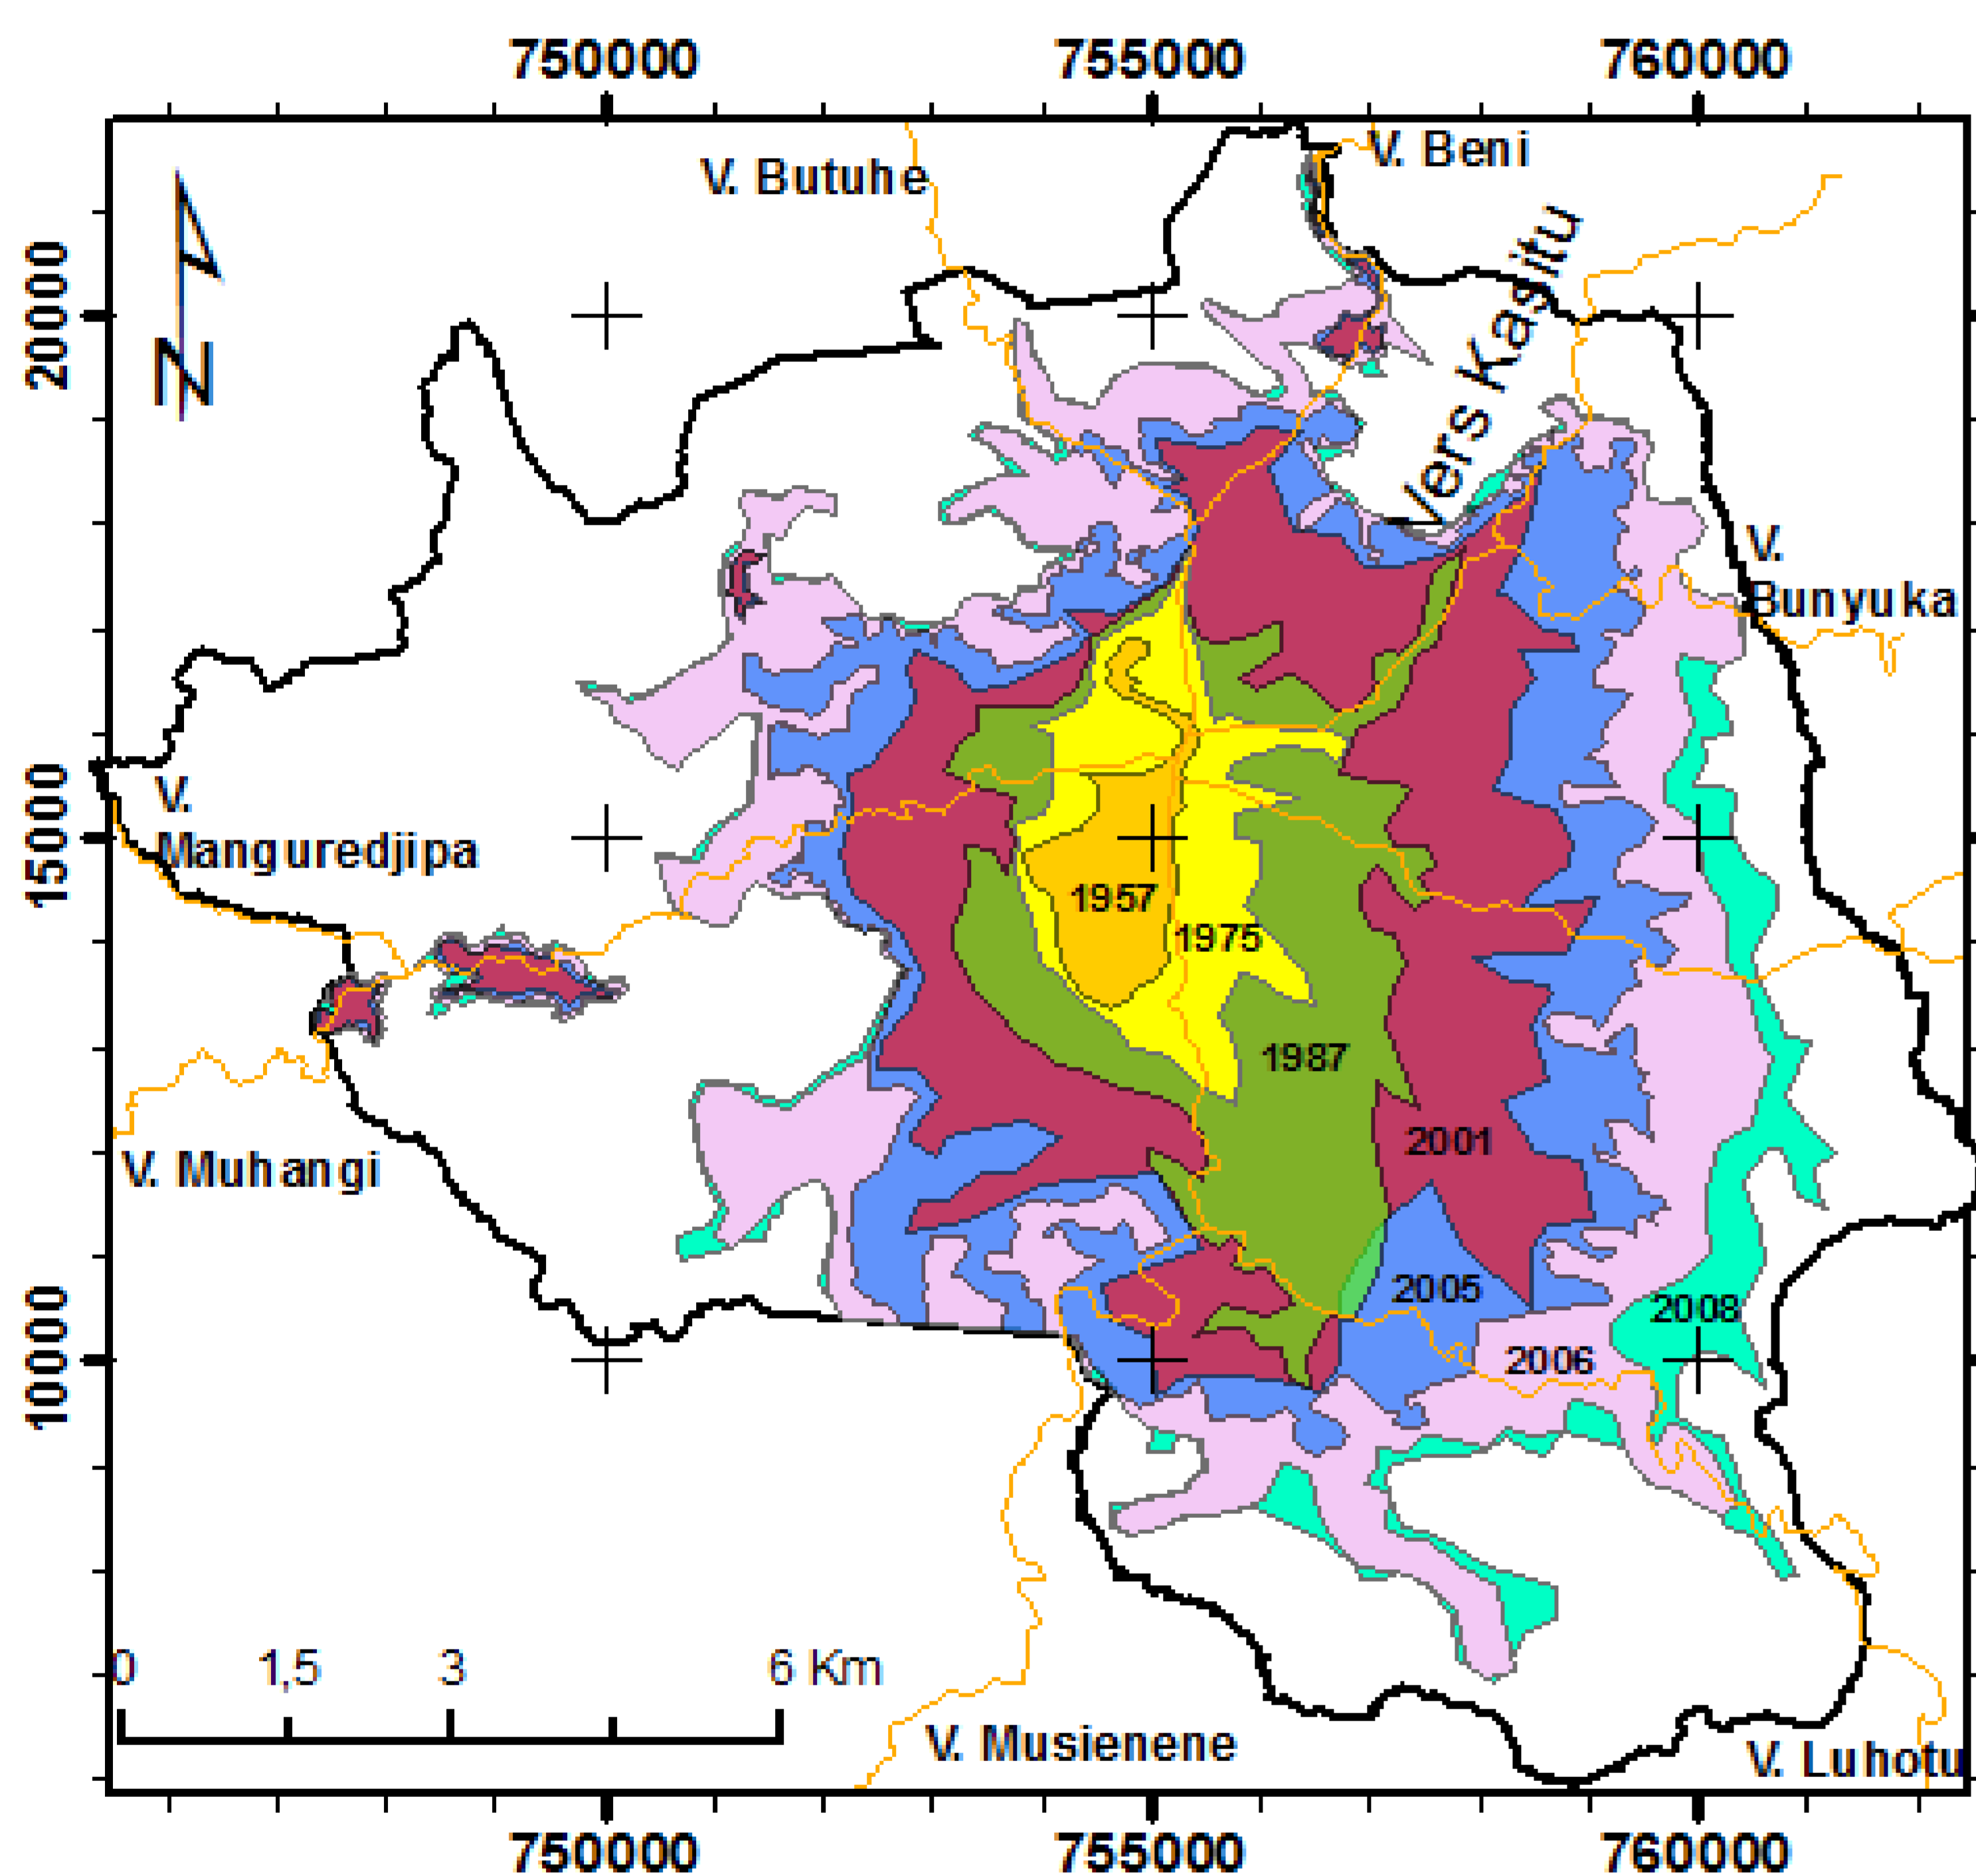 750000 755000 760000
V. Butuhe
V. Beni
Vers Kasitu
N
20000
V.
Bunyuka
15000
V.
Manguredjipa
1957
1975
1987
2001
V. Muhangi
2005
2008
2006
10000
0 1,5 3 6 Km
V. Musienene
V. Luhotu
750000 755000 760000